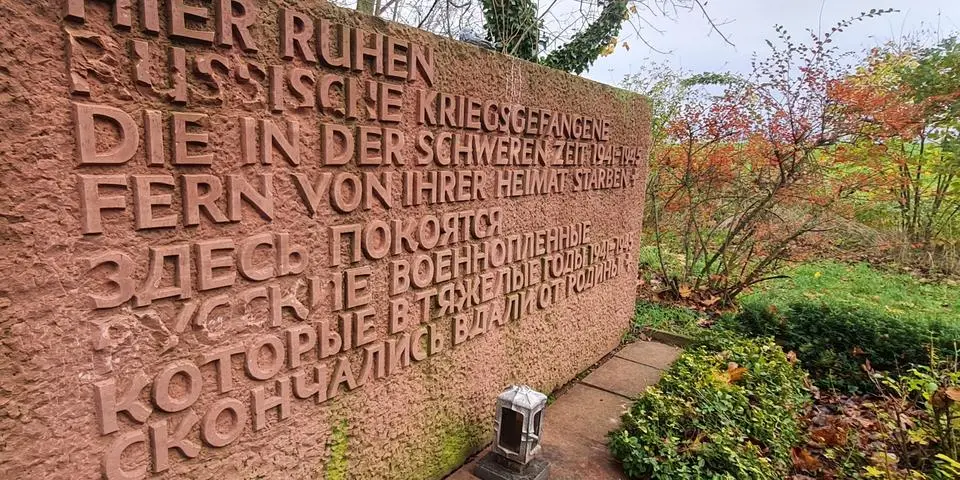 HIER RUHEN
RUSSISCHE KRIEGSGEFANGENE
DIE IN DER SCHWEREN ZEIT 1941-1945
FERN VON IHRER HEIMAT STARBEN
ЗДЕСЬ ПОКОЯТСЯ
РУССКИЕ ВОЕННОПЛЕННЫЕ
КОТОРЫЕ В ТЯЖЕЛЫЕ ГОДЫ 1941-1945
СКОНЧАЛИСЬ ВДАЛИ ОТ РОДИНЫ